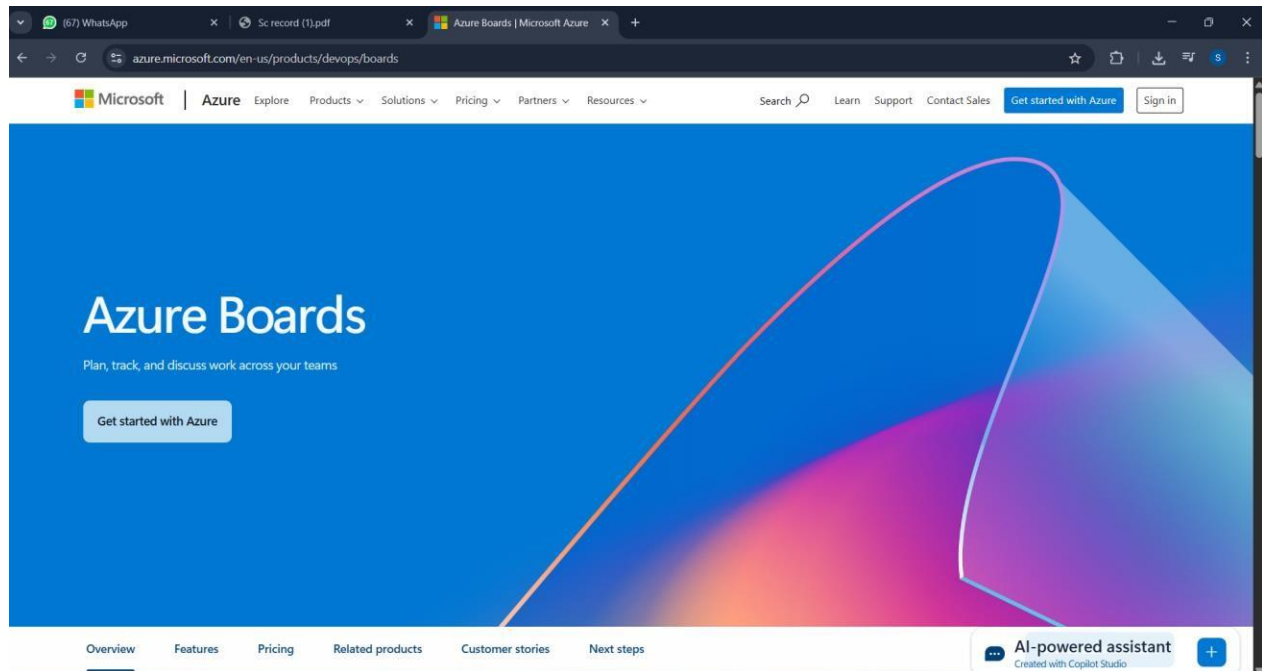 (67) WhatsApp
Sc record (1).pdf
Azure Boards | Microsoft Azure
azure.microsoft.com/en-us/products/devops/boards
S
Microsoft | Azure Explore Products Solutions Pricing Partners Resources Search Learn Support Contact Sales Get started with Azure Sign in
Azure Boards
Plan, track, and discuss work across your teams
Get started with Azure
Overview Features Pricing Related products Customer stories Next steps
AI-powered assistant
Created with Copilot Studio